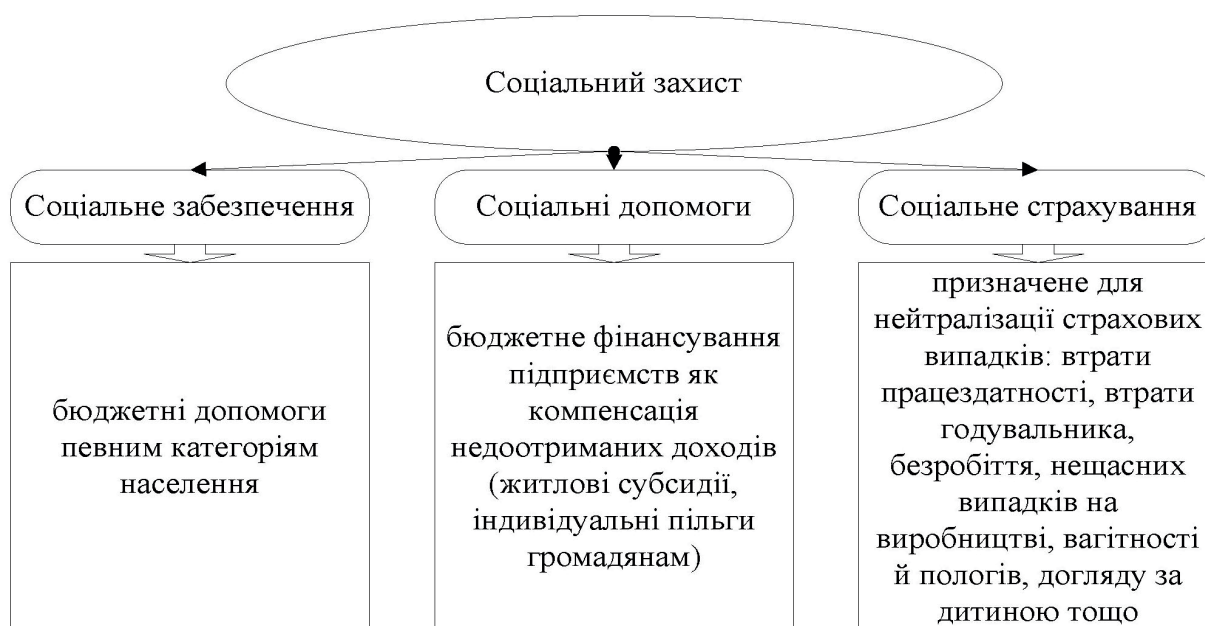 Соціальний захист
Соціальне забезпечення
Соціальні допомоги
Соціальне страхування
бюджетні допомоги
певним категоріям
населення
бюджетне фінансування
підприємств як
компенсація
недоотриманих доходів
(житлові субсидії,
індивідуальні пільги
громадянам)
призначене для
нейтралізації страхових
випадків: втрати
працездатності, втрати
годувальника,
безробіття, нещасних
випадків на
виробництві, вагітності
й пологів, догляду за
дитиною тощо